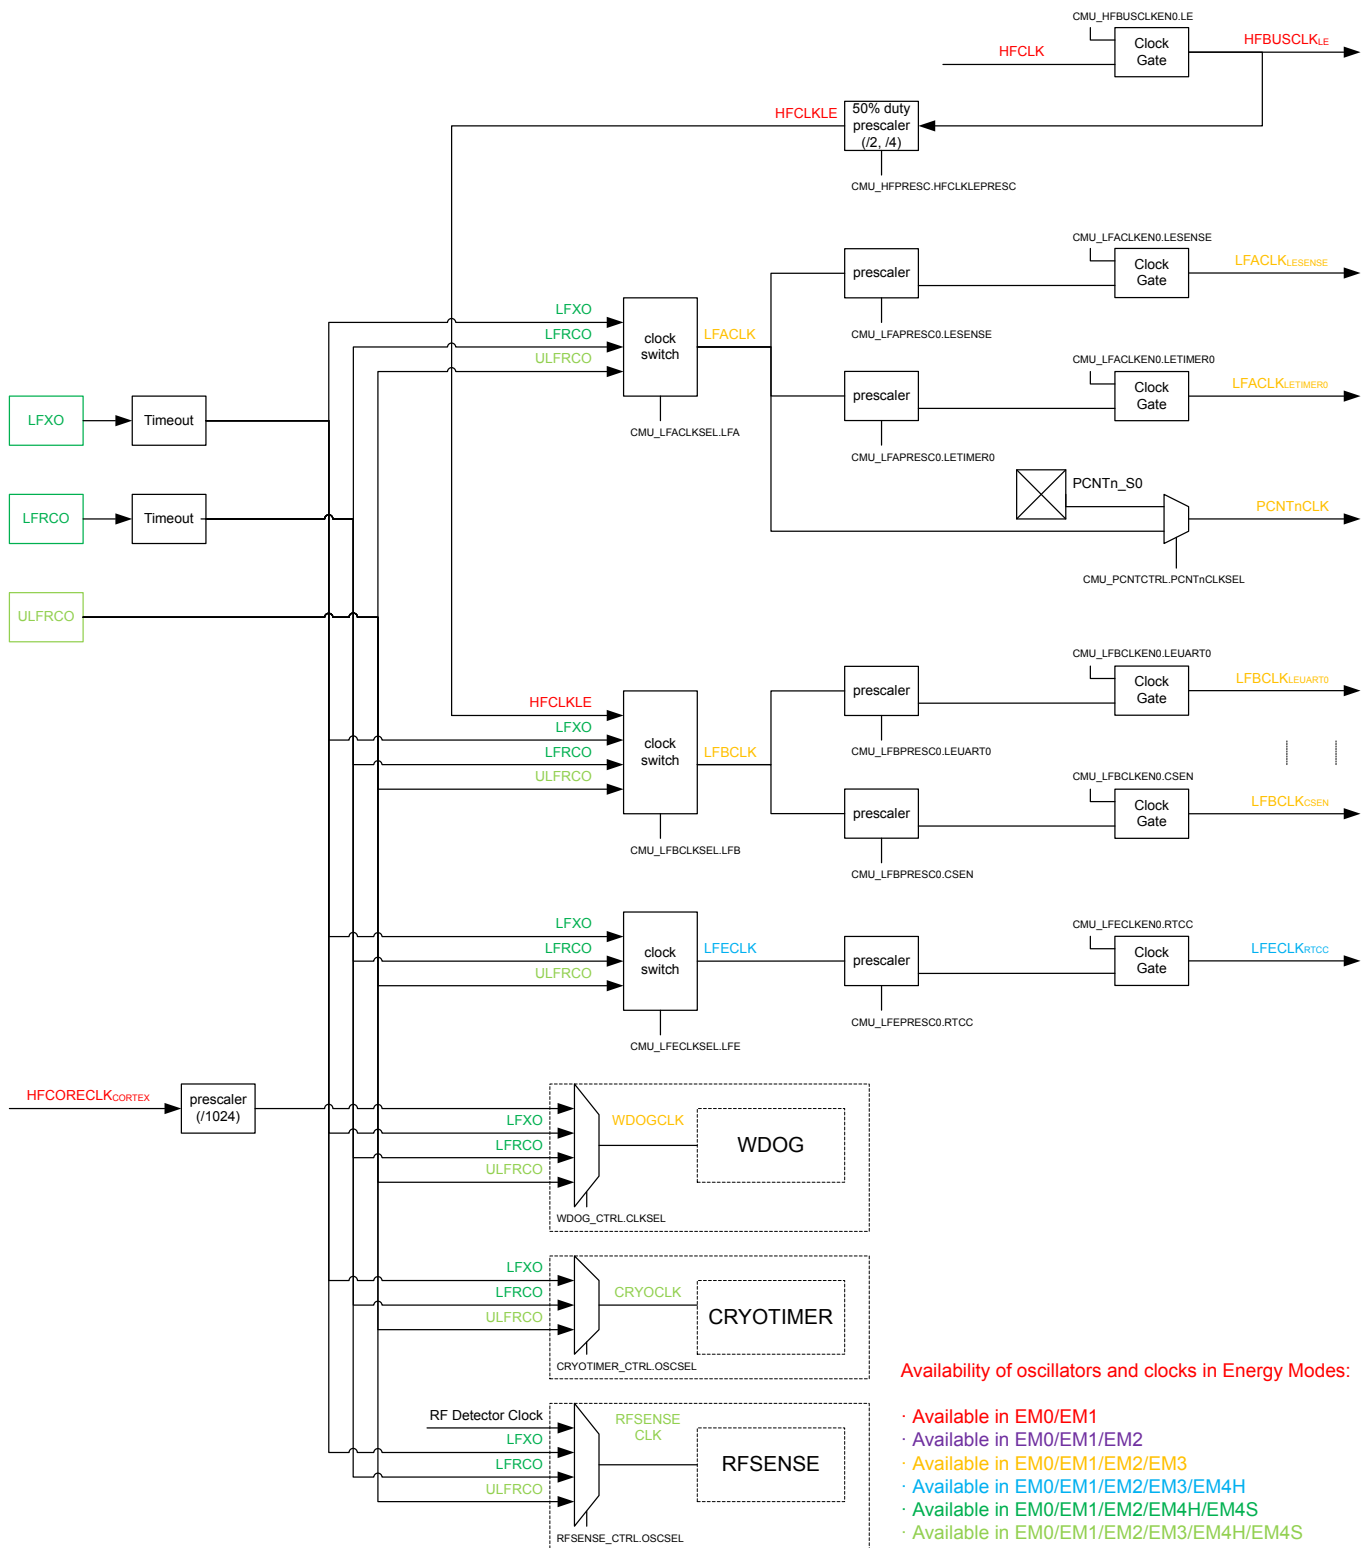 CMU_HFBUSCLKEN0.LE
HFCLK
Clock
Gate
HFBUSCLKLE
HFCLKLE
50% duty
prescaler
(/2, /4)
CMU_HFPRESC.HFCLKLEPRESC
CMU_LFACLKEN0.LESENSE
prescaler
Clock
Gate
LFACLKLESENSE
CMU_LFAPRESC0.LESENSE
LFXO
LFRCO
ULFRCO
clock
switch
LFACLK
CMU_LFACLKSEL.LFA
CMU_LFACLKEN0.LETIMER0
prescaler
Clock
Gate
LFACLKLETIMER0
CMU_LFAPRESC0.LETIMER0
LFXO
Timeout
PCNTn_S0
PCNTnCLK
CMU_PCNTCTRL.PCNTnCLKSEL
LFRCO
Timeout
ULFRCO
CMU_LFBCLKEN0.LEUART0
prescaler
Clock
Gate
LFBCLKLEUART0
CMU_LFBPRESC0.LEUART0
HFCLKLE
LFXO
LFRCO
ULFRCO
clock
switch
LFBCLK
CMU_LFBCLKSEL.LFB
CMU_LFBCLKEN0.CSEN
prescaler
Clock
Gate
LFBCLKCSEN
CMU_LFBPRESC0.CSEN
LFXO
LFRCO
ULFRCO
clock
switch
LFECLK
CMU_LFECLKSEL.LFE
CMU_LFECLKEN0.RTCC
prescaler
Clock
Gate
LFECLKRTCC
CMU_LFEPRESC0.RTCC
HFCORECLKCORTEX
prescaler
(/1024)
LFXO
LFRCO
ULFRCO
WDOGCLK
WDOG
WDOG_CTRL.CLKSEL
LFXO
LFRCO
ULFRCO
CRYOCLK
CRYOTIMER
CRYOTIMER_CTRL.OSCSEL
RF Detector Clock
LFXO
LFRCO
ULFRCO
RFSENSE
CLK
RFSENSE
RFSENSE_CTRL.OSCSEL
Availability of oscillators and clocks in Energy Modes:
· Available in EM0/EM1
· Available in EM0/EM1/EM2
· Available in EM0/EM1/EM2/EM3
· Available in EM0/EM1/EM2/EM3/EM4H
· Available in EM0/EM1/EM2/EM4H/EM4S
· Available in EM0/EM1/EM2/EM3/EM4H/EM4S